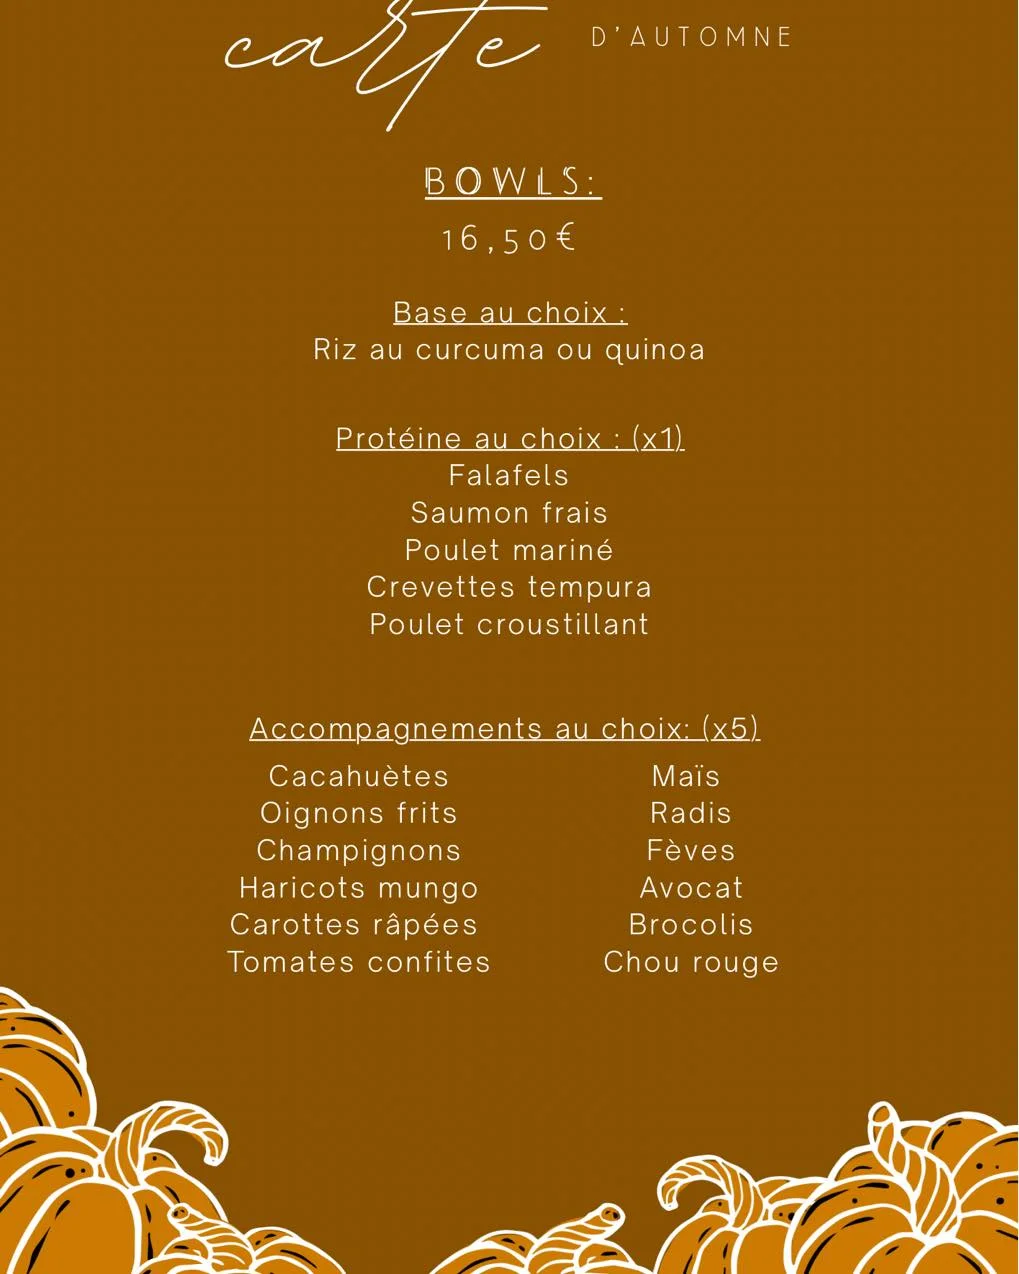 carte D'AUTOMNE
BOWLS:
16,50€
Base au choix :
Riz au curcuma ou quinoa
Protéine au choix : (x1)
Falafels
Saumon frais
Poulet mariné
Crevettes tempura
Poulet croustillant
Accompagnements au choix: (x5)
Cacahuètes
Oignons frits
Champignons
Haricots mungo
Carottes râpées
Tomates confites
Maïs
Radis
Fèves
Avocat
Brocolis
Chou rouge